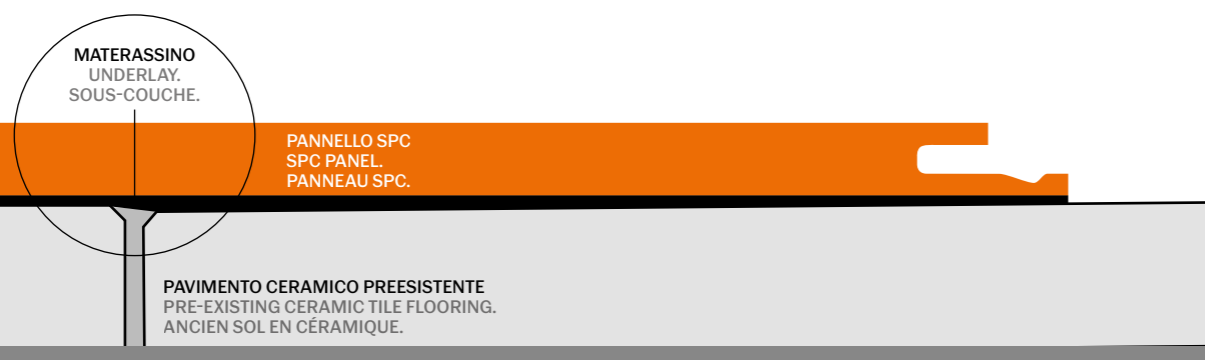 MATERASSINO
UNDERLAY.
SOUS-COUCHE.
PANNELLO SPC
SPC PANEL.
PANNEAU SPC.
PAVIMENTO CERAMICO PREESISTENTE
PRE-EXISTING CERAMIC TILE FLOORING.
ANCIEN SOL EN CÉRAMIQUE.